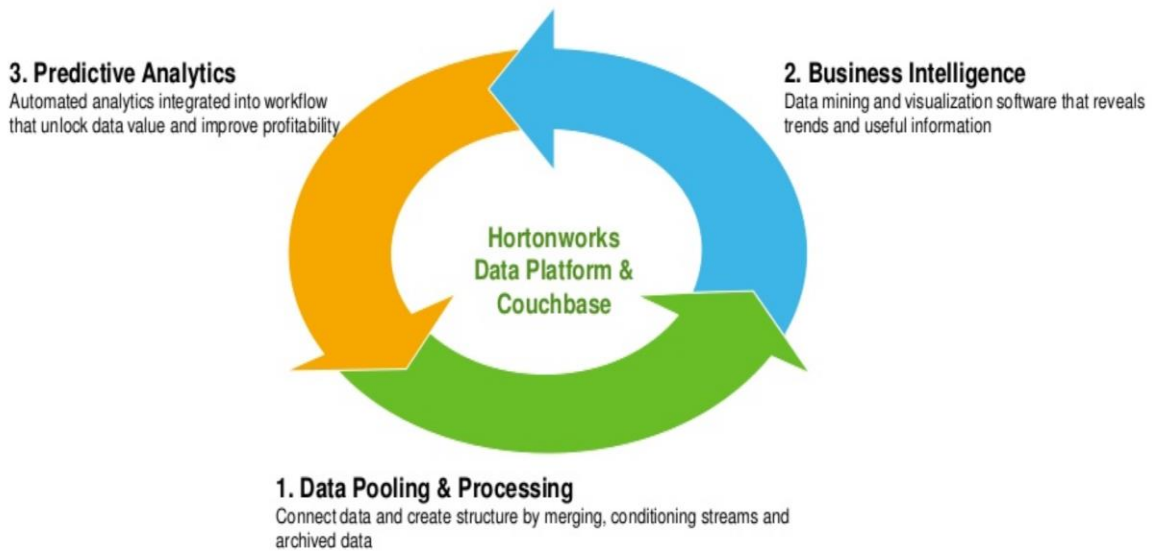 3. Predictive Analytics
Automated analytics integrated into workflow
that unlock data value and improve profitability
2. Business Intelligence
Data mining and visualization software that reveals
trends and useful information
Hortonworks
Data Platform &
Couchbase
1. Data Pooling & Processing
Connect data and create structure by merging, conditioning streams and
archived data